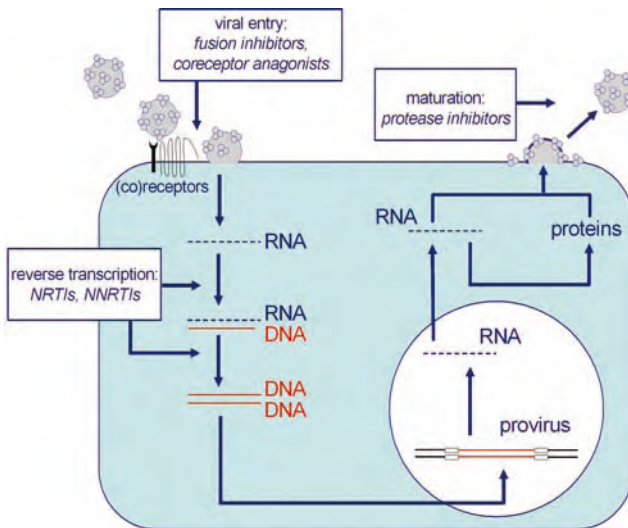 viral entry:
fusion inhibitors,
coreceptor anagonists
maturation:
protease inhibitors
(co)receptors
RNA
reverse transcription:
NRTIs, NNRTIs
RNA
DNA
DNA
DNA
RNA
proteins
RNA
provirus